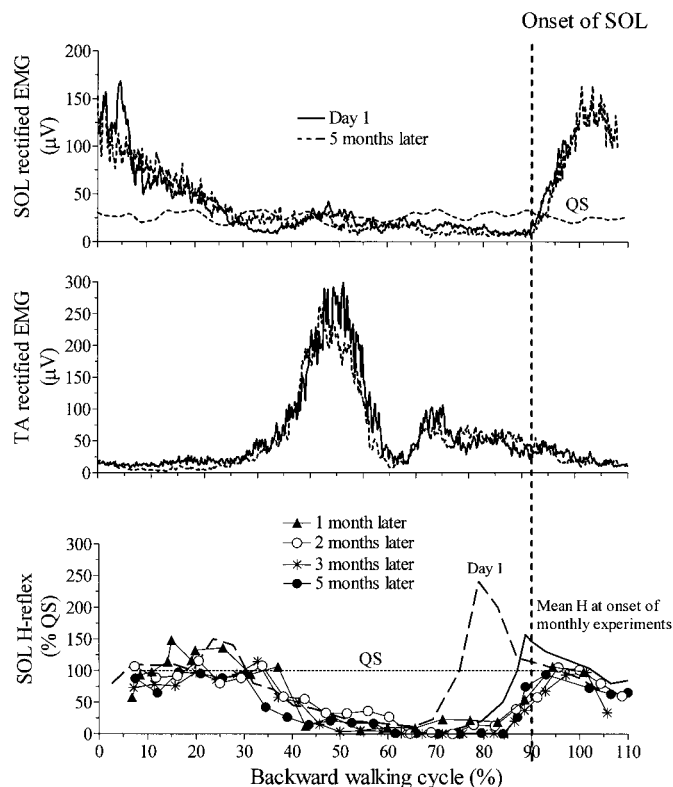 Onset of SOL
SOL rectified EMG
(µV)
200
150
100
50
0
Day 1
5 months later
QS
TA rectified EMG
(µV)
300
250
200
150
100
50
0
SOL H-reflex
(% QS)
300
250
200
150
100
50
0
1 month later
2 months later
3 months later
5 months later
Day 1
QS
Mean H at onset of
monthly experiments
0 10 20 30 40 50 60 70 80 90 100 110
Backward walking cycle (%)